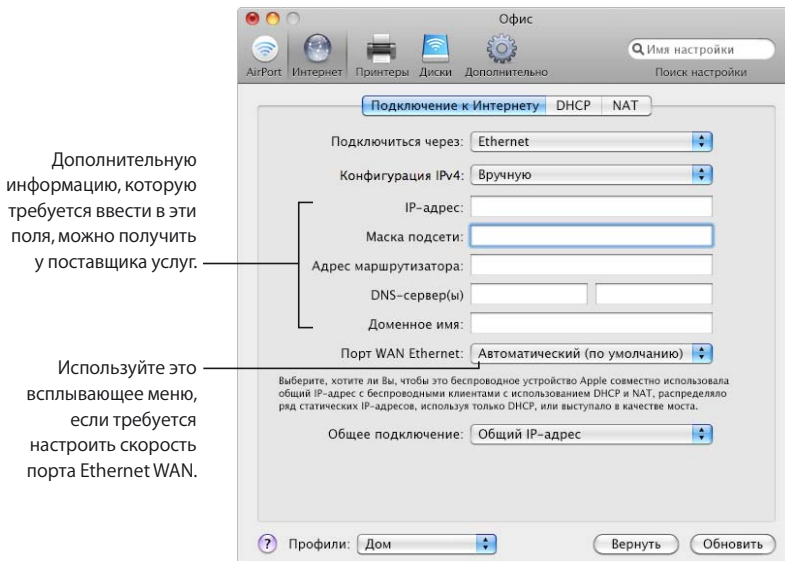 Офис
AirPort Интернет Принтеры Диски Дополнительно
Имя настройки
Поиск настройки
Подключение к Интернету DHCP NAT
Подключиться через: Ethernet
Конфигурация IPv4: Вручную
IP-адрес:
Маска подсети:
Адрес маршрутизатора:
DNS-сервер(ы)
Доменное имя:
Порт WAN Ethernet: Автоматический (по умолчанию)
Выберите, хотите ли Вы, чтобы это беспроводное устройство Apple совместно использовала
общий IP-адрес с беспроводными клиентами с использованием DHCP и NAT, распределяло
ряд статических IP-адресов, используя только DHCP, или выступало в качестве моста.
Общее подключение: Общий IP-адрес
? Профили: Дом
Вернуть Обновить
Дополнительную
информацию, которую
требуется ввести в эти
поля, можно получить
у поставщика услуг.
Используйте это
всплывающее меню,
если требуется
настроить скорость
порта Ethernet WAN.